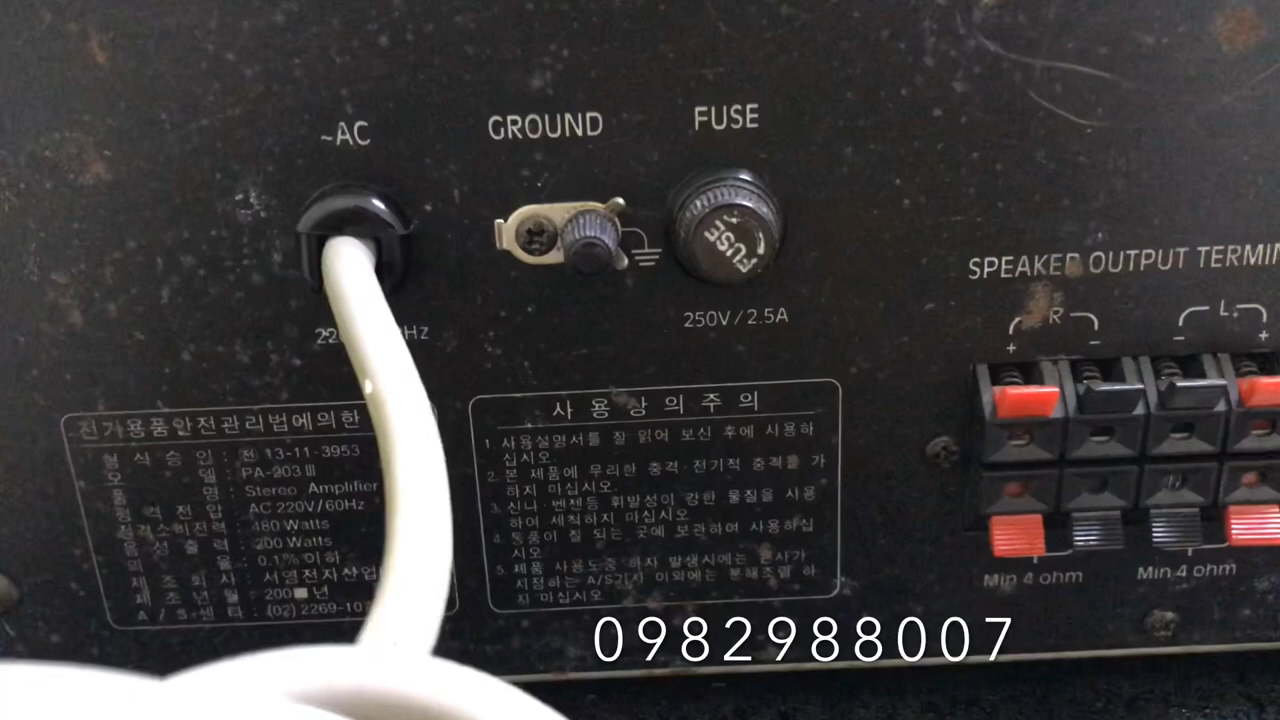 ~AC
GROUND
FUSE
FUSE
250V/2.5A
SPEAKER OUTPUT
R
L
+ - - +
Min 4 ohm
Min 4 ohm
전기용품안전관리법에의한
형식승인 : 전 13-11-3953
모델 : PA-203 III
품명 : Stereo Amplifier
정격전압 : AC 220V/60Hz
정격소비전력 : 480 Watts
음성출력 : 200 Watts
0.1% 이하
제조회사 : 서영전자산업
제조년월 : 200 년
A/S센타 : (02) 2269-
사용상의주의
1. 사용설명서를 잘 읽어 보신 후에 사용하
십시오.
2. 본 제품에 무리한 충격·전기적 충격을 가
하지 마십시오.
3. 신나·벤젠등 휘발성이 강한 물질을 사용
하여 세척하지 마십시오
4. 통풍이 잘 되는 곳에 보관하여 사용하십
시오
5. 제품 사용도중 하자 발생시에는 본사가
지정하는 A/S기사 이외에는 분해조립 하
지 마십시오
0982988007